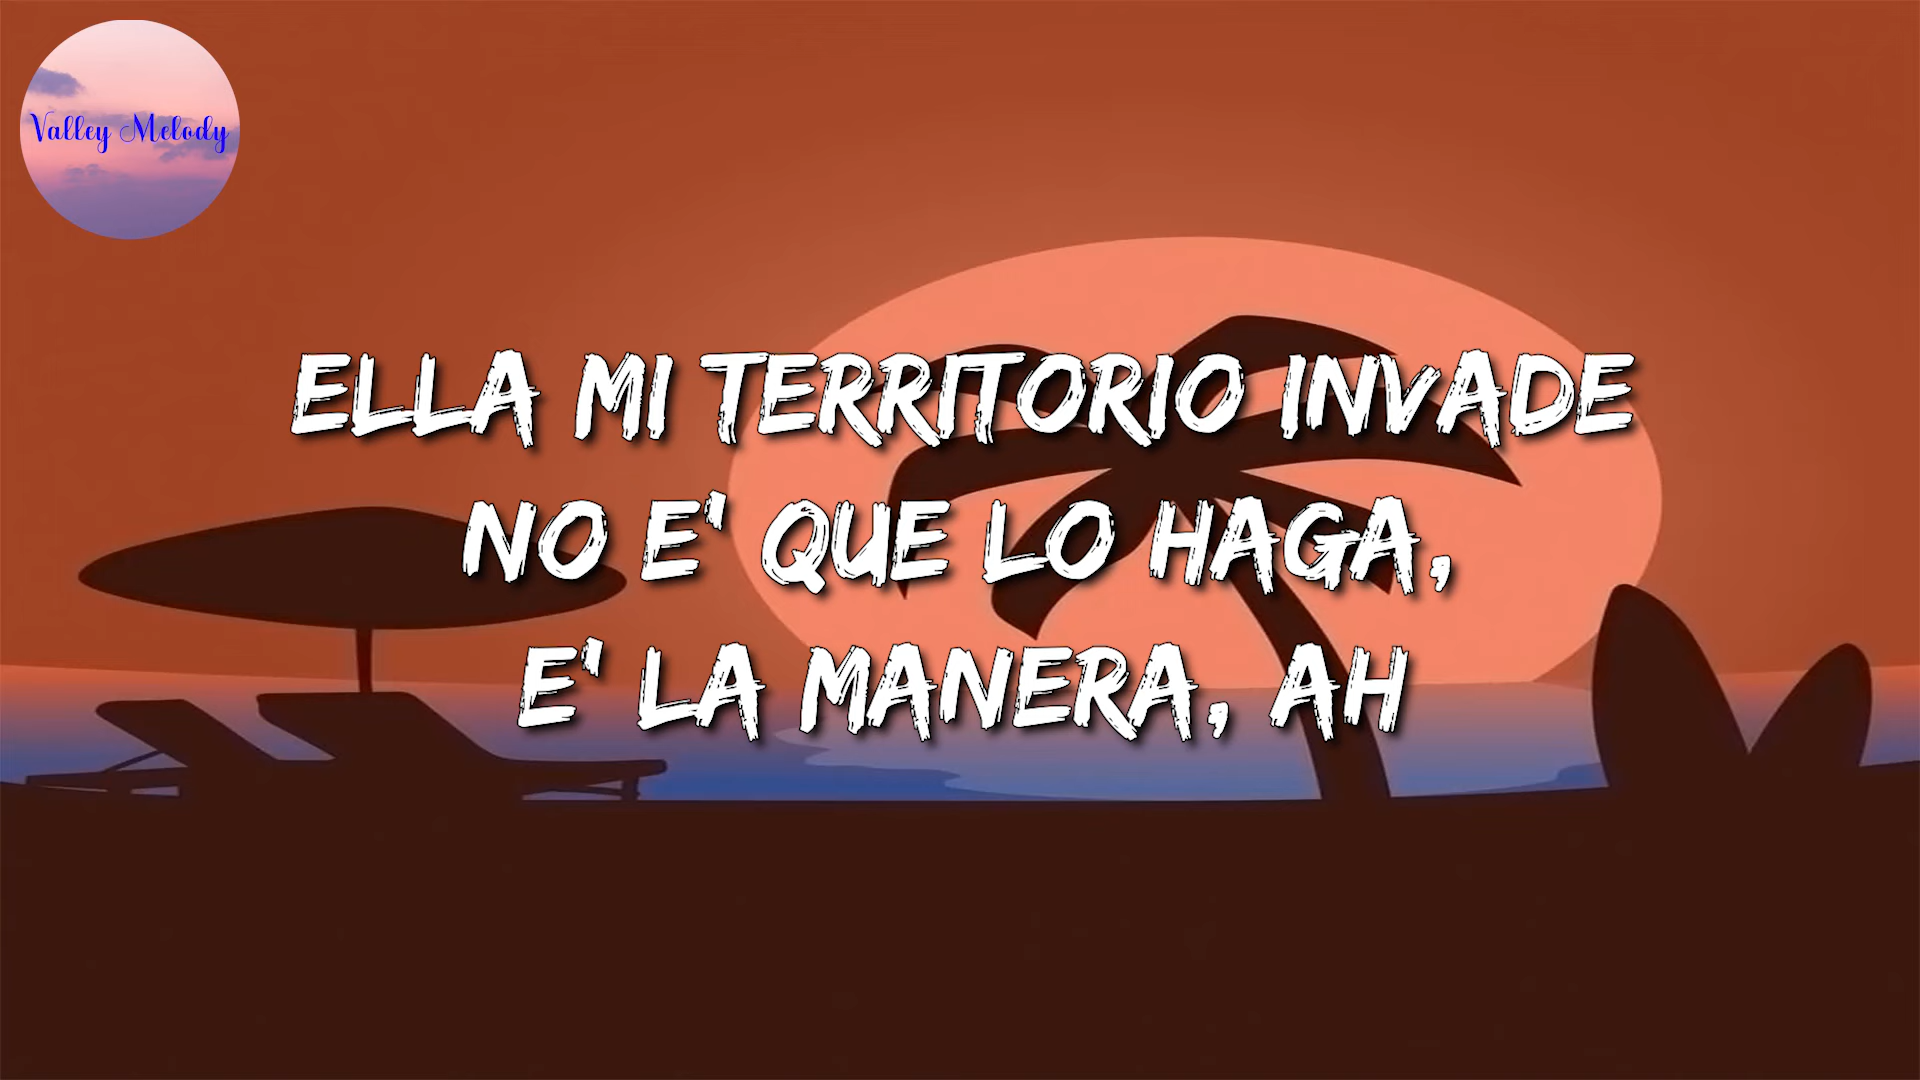 Valley Melody
ELLA MI TERRITORIO INVADE
NO E' QUE LO HAGA,
E' LA MANERA, AH